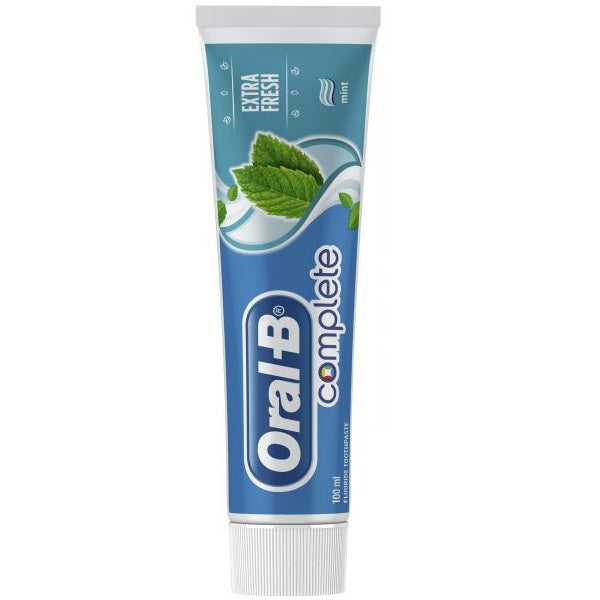 EXTRA
FRESH
mint
Oral-B®
complete
100 ml
FLUORIDE TOOTHPASTE